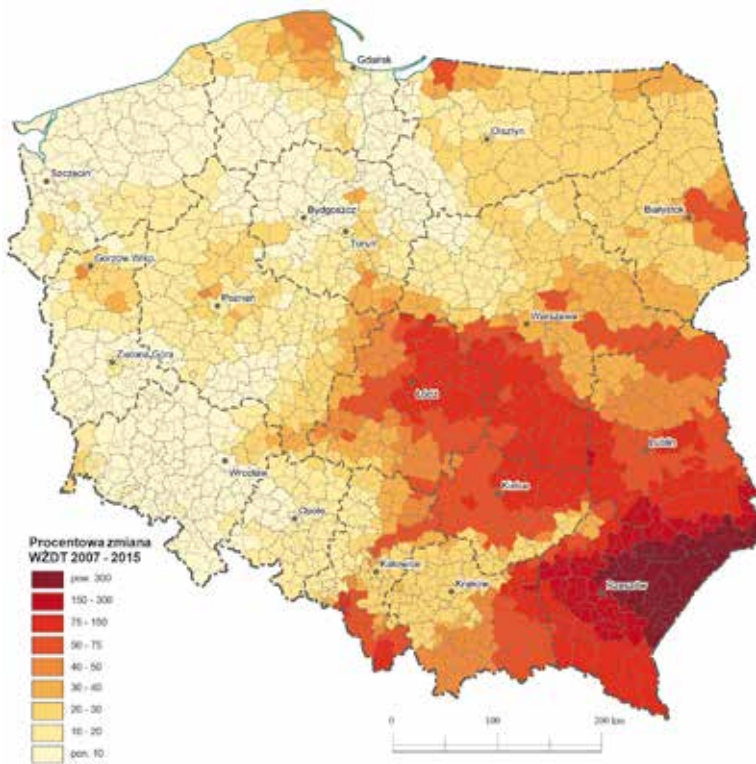 Gdańsk
Olsztyn
Szczecin
Białystok
Bydgoszcz
Toruń
Gorzów Wlkp.
Poznań
Warszawa
Zielona Góra
Łódź
Lublin
Wrocław
Kielce
Opole
Procentowa zmiana
WZDT 2007 - 2015
pow. 300
150 - 300
75 - 150
50 - 75
40 - 50
30 - 40
20 - 30
10 - 20
pon. 10
Katowice
Kraków
Rzeszów
0 100 200 km